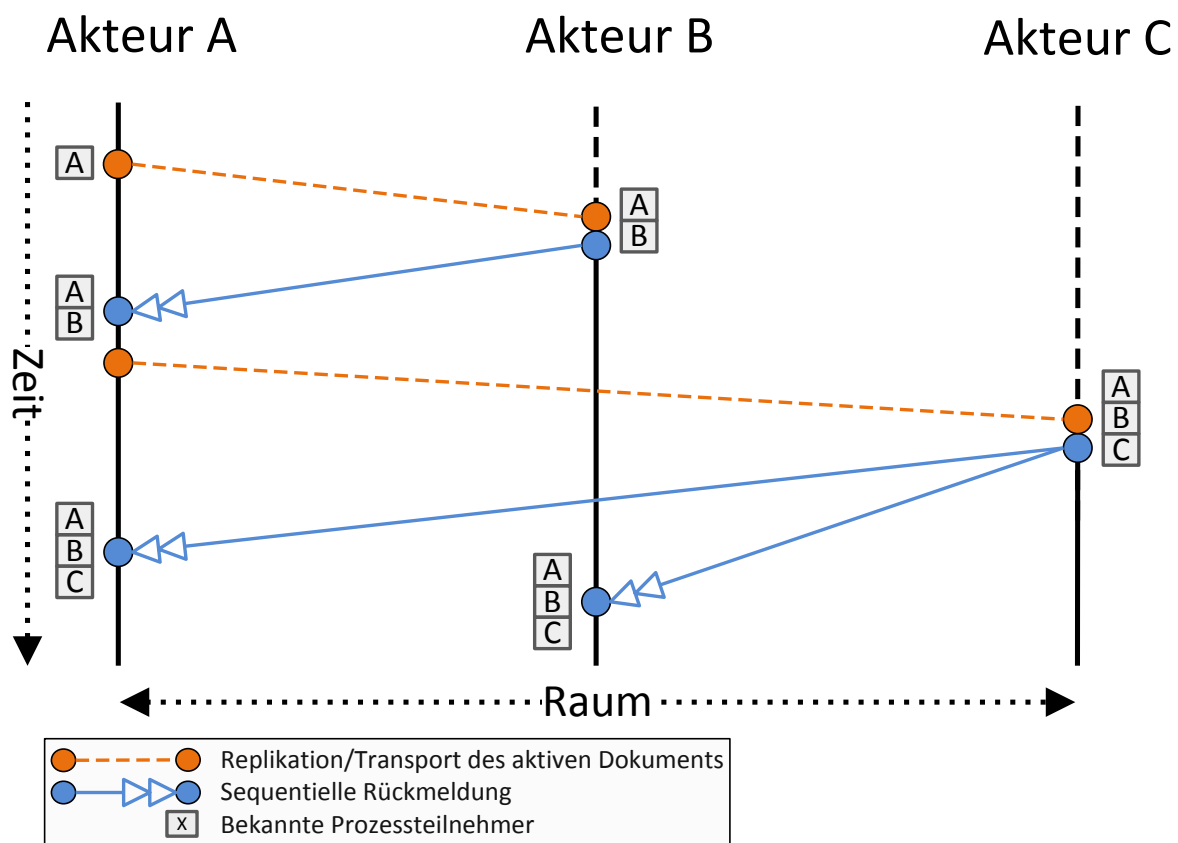 Akteur A
Akteur B
Akteur C
A
A
B
A
B
Zeit
A
B
C
A
B
C
A
B
C
Raum
Replikation/Transport des aktiven Dokuments
Sequentielle Rückmeldung
X
Bekannte Prozessteilnehmer